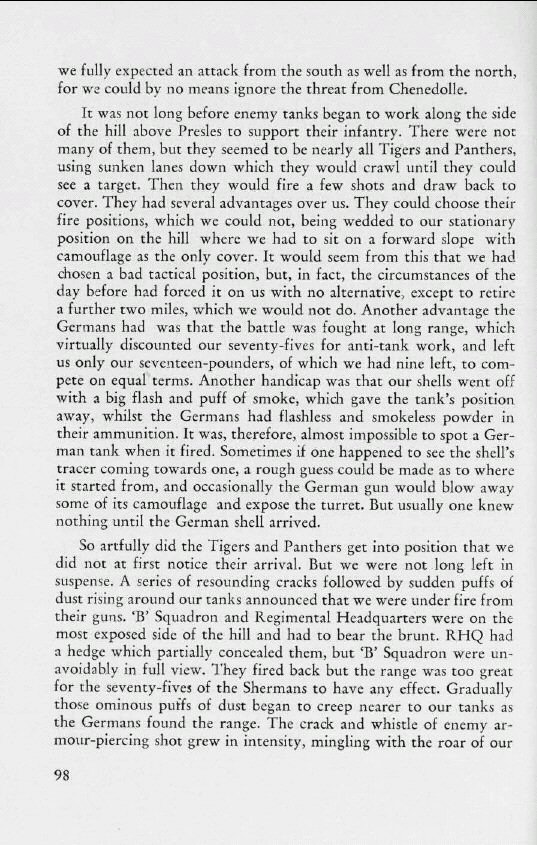 we fully expected an attack from the south as well as from the north,
for we could by no means ignore the threat from Chenedolle.
It was not long before enemy tanks began to work along the side
of the hill above Presles to support their infantry. There were not
many of them, but they seemed to be nearly all Tigers and Panthers,
using sunken lanes down which they would crawl until they could
see a target. Then they would fire a few shots and draw back to
cover. They had several advantages over us. They could choose their
fire positions, which we could not, being wedded to our stationary
position on the hill where we had to sit on a forward slope with
camouflage as the only cover. It would seem from this that we had
chosen a bad tactical position, but, in fact, the circumstances of the
day before had forced it on us with no alternative, except to retire
a further two miles, which we would not do. Another advantage the
Germans had was that the battle was fought at long range, which
virtually discounted our seventy-fives for anti-tank work, and left
us only our seventeen-pounders, of which we had nine left, to com-
pete on equal terms. Another handicap was that our shells went off
with a big flash and puff of smoke, which gave the tank's position
away, whilst the Germans had flashless and smokeless powder in
their ammunition. It was, therefore, almost impossible to spot a Ger-
man tank when it fired. Sometimes if one happened to see the shell's
tracer coming towards one, a rough guess could be made as to where
it started from, and occasionally the German gun would blow away
some of its camouflage and expose the turret. But usually one knew
nothing until the German shell arrived.
So artfully did the Tigers and Panthers get into position that we
did not at first notice their arrival. But we were not long left in
suspense. A series of resounding cracks followed by sudden puffs of
dust rising around our tanks announced that we were under fire from
their guns. 'B' Squadron and Regimental Headquarters were on the
most exposed side of the hill and had to bear the brunt. RHQ had
a hedge which partially concealed them, but 'B' Squadron were un-
avoidably in full view. They fired back but the range was too great
for the seventy-fives of the Shermans to have any effect. Gradually
those ominous puffs of dust began to creep nearer to our tanks as
the Germans found the range. The crack and whistle of enemy ar-
mour-piercing shot grew in intensity, mingling with the roar of our
98